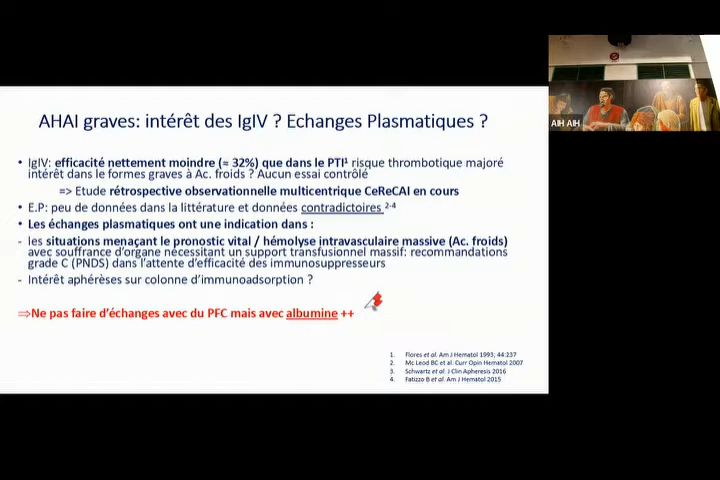 AHAI graves: intérêt des IgIV ? Echanges Plasmatiques ?
• IgIV: efficacité nettement moindre (≈ 32%) que dans le PTI¹ risque thrombotique majoré
intérêt dans le formes graves à Ac. froids ? Aucun essai contrôlé
=> Etude rétrospective observationnelle multicentrique CeReCAI en cours
• E.P: peu de données dans la littérature et données contradictoires ²⁻⁴
• Les échanges plasmatiques ont une indication dans :
- les situations menaçant le pronostic vital / hémolyse intravasculaire massive (Ac. froids)
avec souffrance d'organe nécessitant un support transfusionnel massif: recommandations
grade C (PNDS) dans l'attente d'efficacité des immunosuppresseurs
- Intérêt aphérèses sur colonne d'immunoadsorption ?
⇒Ne pas faire d'échanges avec du PFC mais avec albumine ++
1. Flores et al. Am J Hematol 1993; 44:237
2. Mc Leod BC et al. Curr Opin Hematol 2007
3. Schwartz et al. J Clin Apheresis 2016
4. Fatizzo B et al. Am J Hematol 2015
AIH AIH